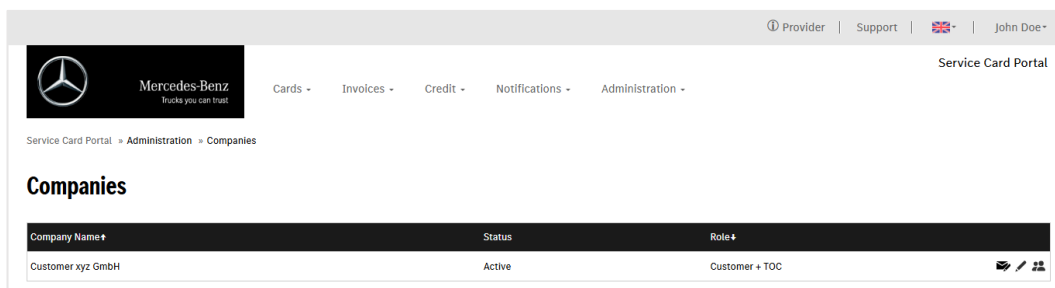 Provider | Support | John Doe
Service Card Portal
Mercedes-Benz
Trucks you can trust
Cards Invoices Credit Notifications Administration
Service Card Portal » Administration » Companies
Companies
Company Name Status Role
Customer xyz GmbH Active Customer + TOC